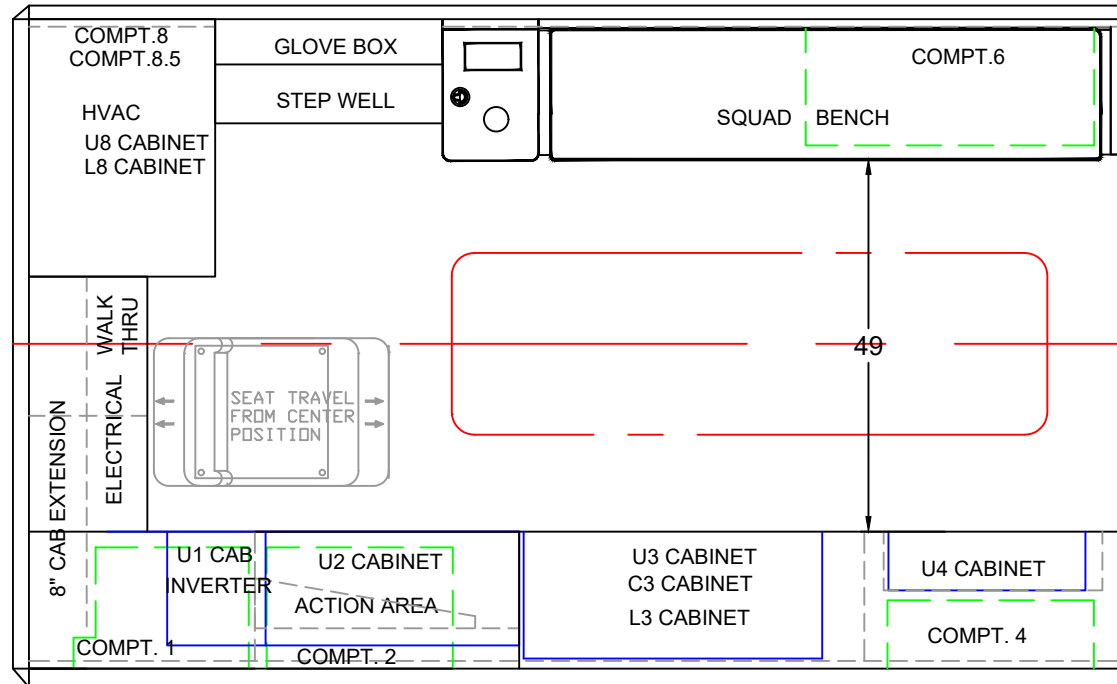 COMPT.8
COMPT.8.5
HVAC
U8 CABINET
L8 CABINET
GLOVE BOX
STEP WELL
COMPT.6
SQUAD BENCH
WALK
THRU
ELECTRICAL
8" CAB EXTENSION
SEAT TRAVEL
FROM CENTER
POSITION
49
U1 CAB
INVERTER
COMPT. 1
U2 CABINET
ACTION AREA
COMPT. 2
U3 CABINET
C3 CABINET
L3 CABINET
U4 CABINET
COMPT. 4